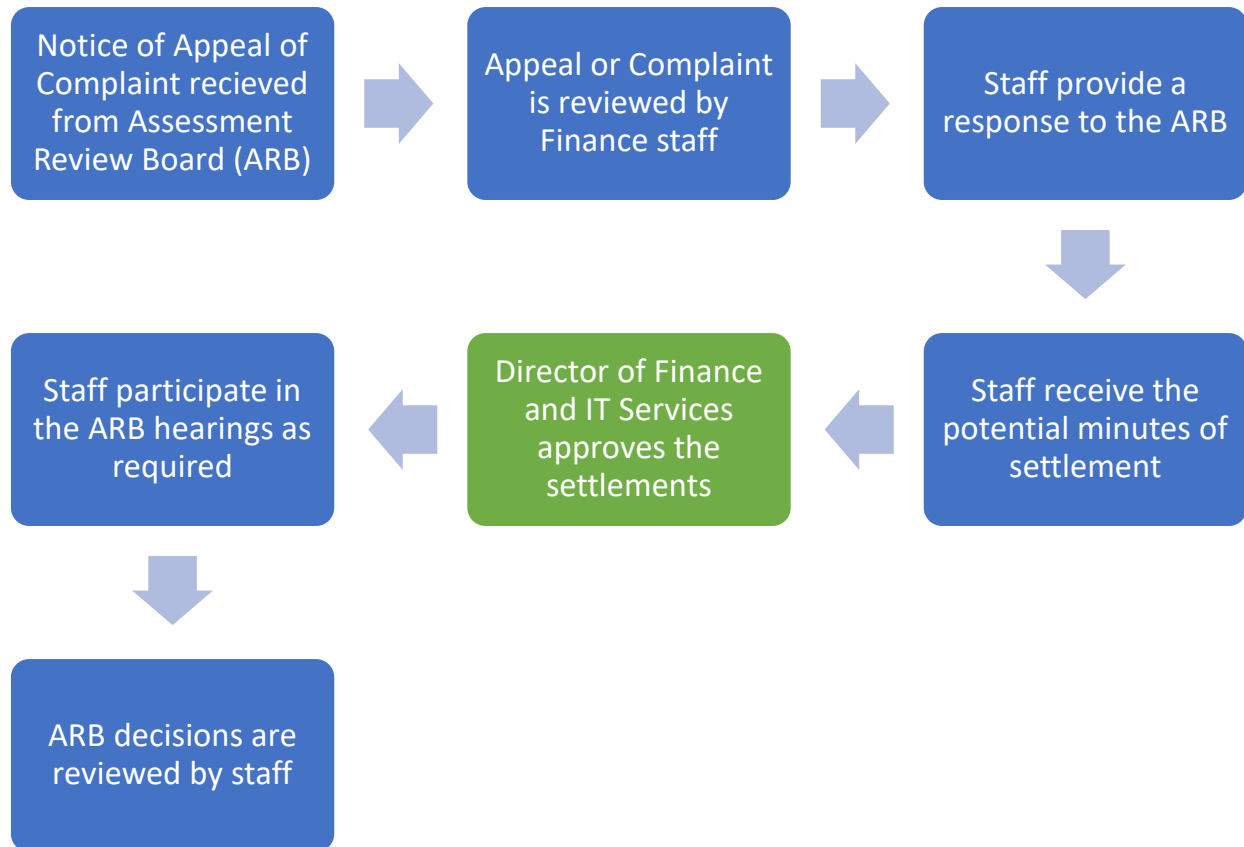 Notice of Appeal of
Complaint recieved
from Assessment
Review Board (ARB)
Appeal or Complaint
is reviewed by
Finance staff
Staff provide a
response to the ARB
Staff receive the
potential minutes of
settlement
Director of Finance
and IT Services
approves the
settlements
Staff participate in
the ARB hearings as
required
ARB decisions are
reviewed by staff